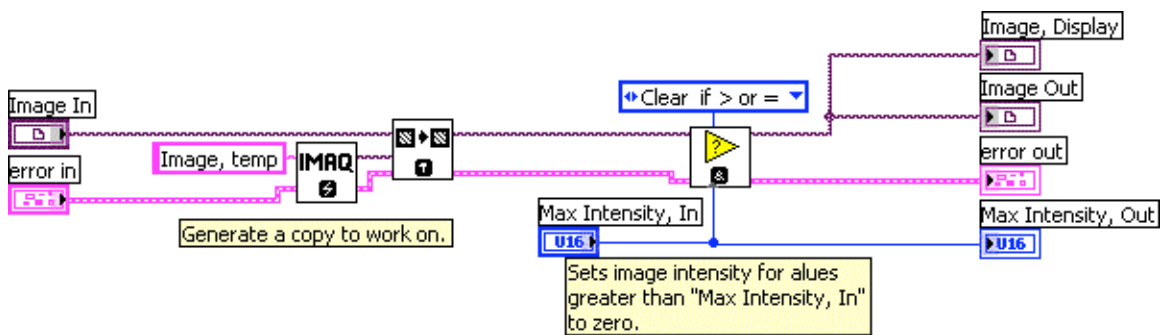 Image, Display
Clear if > or =
Image In
Image Out
Image, temp
IMAQ
?
T
error in
error out
&
Generate a copy to work on.
Max Intensity, In
Max Intensity, Out
U16
U16
Sets image intensity for alues
greater than "Max Intensity, In"
to zero.